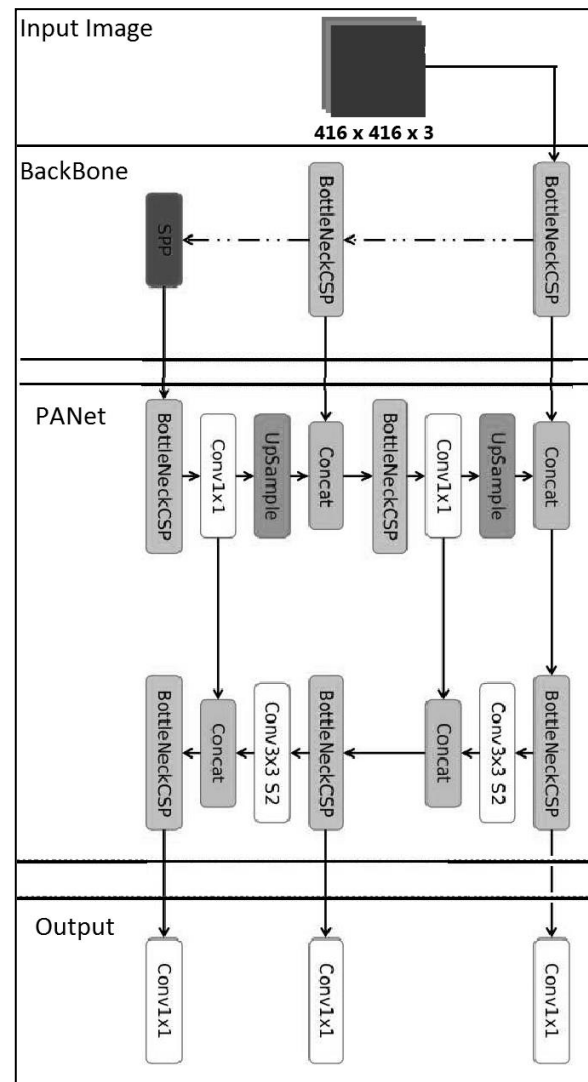 Input Image
416 x 416 x 3
BackBone
SPP
BottleNeckCSP
BottleNeckCSP
PANet
BottleNeckCSP
Conv1x1
UpSample
Concat
BottleNeckCSP
Conv1x1
UpSample
Concat
BottleNeckCSP
Concat
Conv3x3 S2
BottleNeckCSP
Concat
Conv3x3 S2
BottleNeckCSP
Output
Conv1x1
Conv1x1
Conv1x1